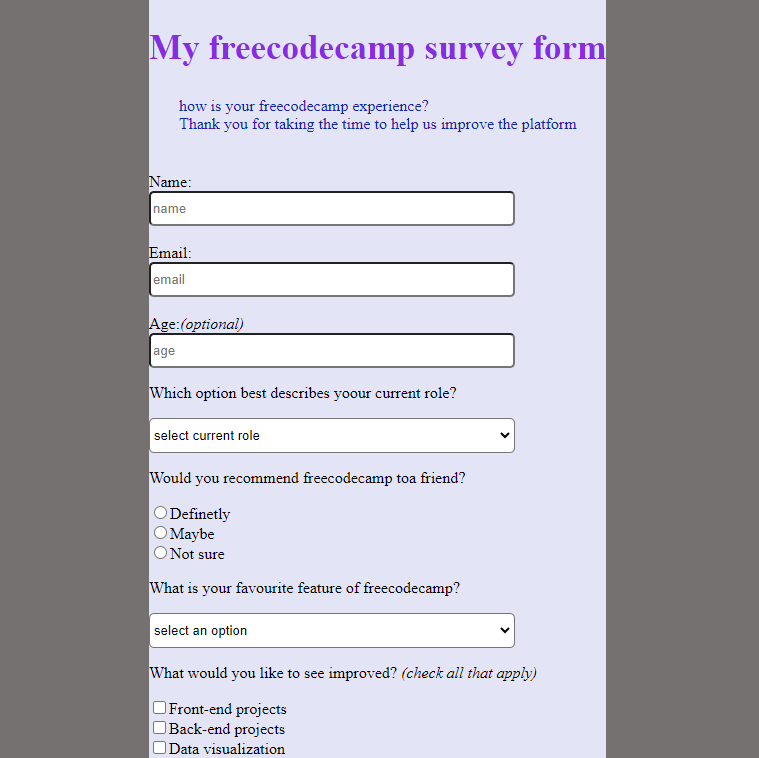 My freecodecamp survey form
how is your freecodecamp experience?
Thank you for taking the time to help us improve the platform
Name:
name
Email:
email
Age:(optional)
age
Which option best describes yoour current role?
select current role
Would you recommend freecodecamp toa friend?
Definetly
Maybe
Not sure
What is your favourite feature of freecodecamp?
select an option
What would you like to see improved? (check all that apply)
Front-end projects
Back-end projects
Data visualization